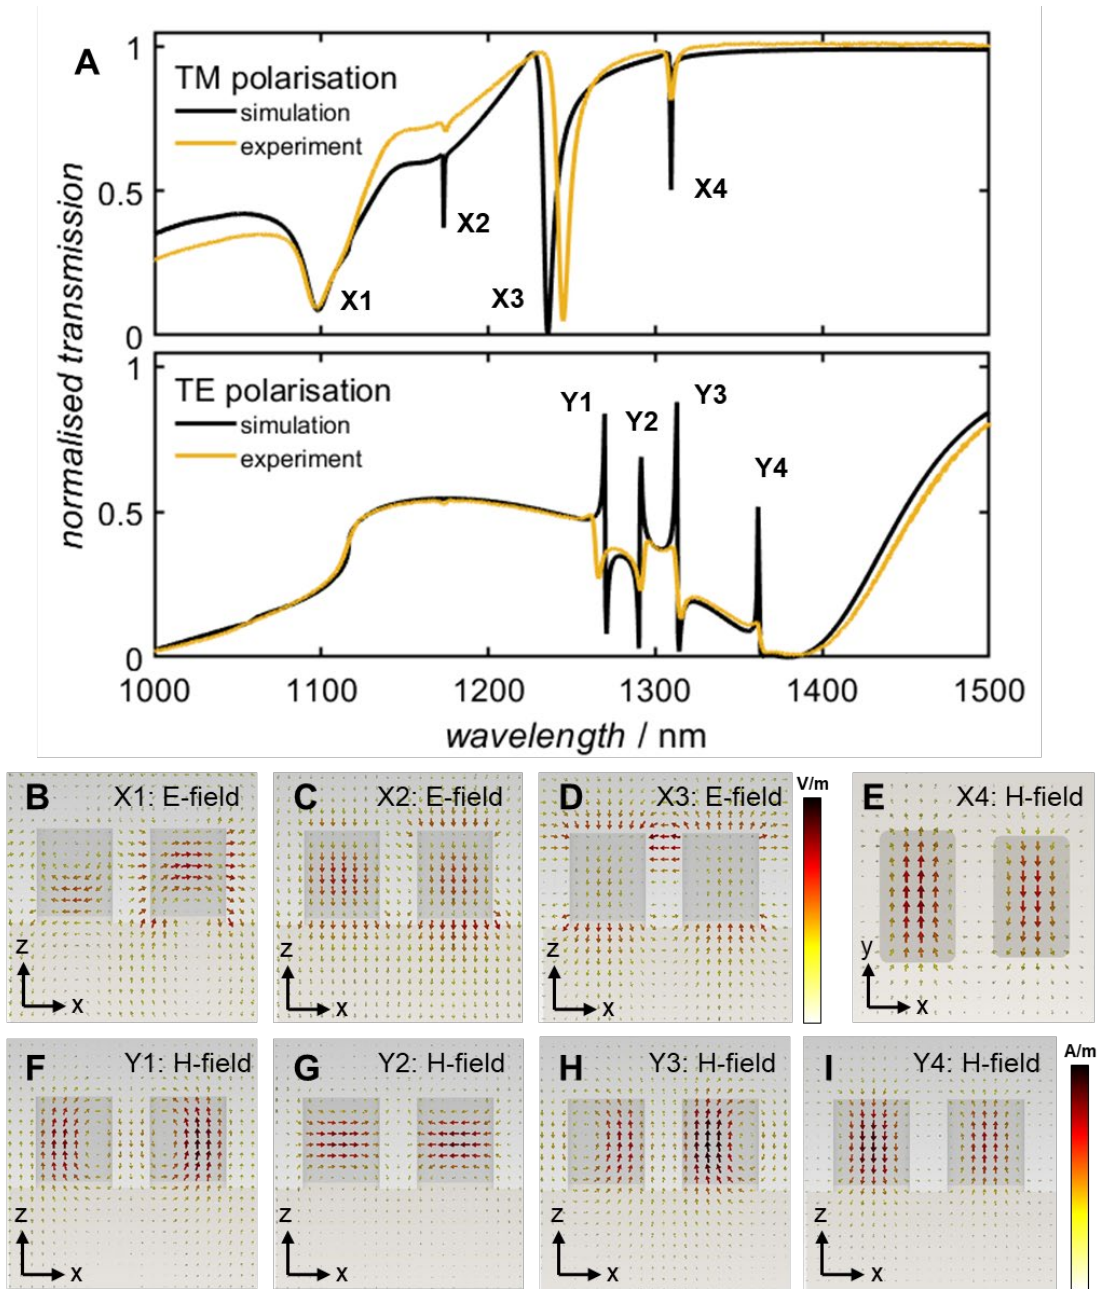 A
TM polarisation
simulation
experiment
X1
X2
X3
X4
1
0.5
0
normalised transmission
TE polarisation
simulation
experiment
Y1
Y2
Y3
Y4
1
0.5
0
1000 1100 1200 1300 1400 1500
wavelength / nm
B X1: E-field
z
x
C X2: E-field
z
x
D X3: E-field
z
x
V/m
E X4: H-field
y
x
F Y1: H-field
z
x
G Y2: H-field
z
x
H Y3: H-field
z
x
I Y4: H-field
z
x
A/m